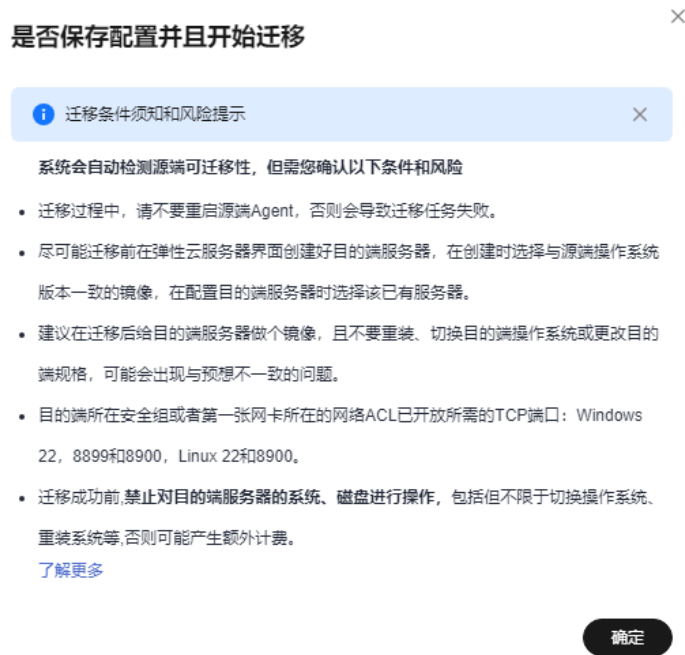 是否保存配置并且开始迁移
迁移条件须知和风险提示
系统会自动检测源端可迁移性，但需您确认以下条件和风险
迁移过程中，请不要重启源端Agent，否则会导致迁移任务失败。
尽可能迁移前在弹性云服务器界面创建好目的端服务器，在创建时选择与源端操作系统
版本一致的镜像，在配置目的端服务器时选择该已有服务器。
建议在迁移后给目的端服务器做个镜像，且不要重装、切换目的端操作系统或更改目的
端规格，可能会出现与预想不一致的问题。
目的端所在安全组或者第一张网卡所在的网络ACL已开放所需的TCP端口：Windows
22，8899和8900，Linux 22和8900。
迁移成功前,禁止对目的端服务器的系统、磁盘进行操作，包括但不限于切换操作系统、
重装系统等,否则可能产生额外计费。
了解更多
确定